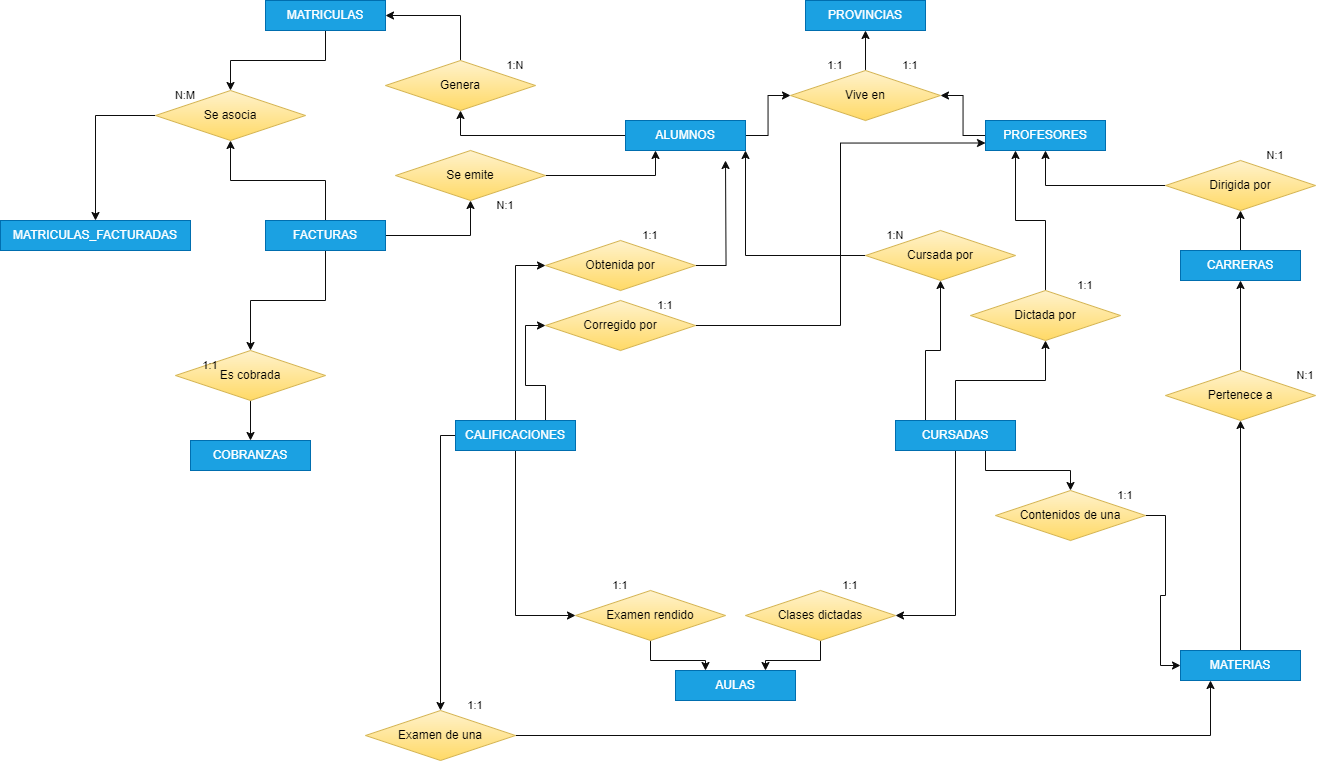 MATRICULAS
PROVINCIAS
1:N
1:1
1:1
Genera
Vive en
N:M
Se asocia
ALUMNOS
PROFESORES
N:1
Dirigida por
Se emite
N:1
MATRICULAS_FACTURADAS
FACTURAS
1:1
1:N
Obtenida por
Cursada por
CARRERAS
1:1
1:1
Corregido por
Dictada por
1:1
Es cobrada
N:1
Pertenece a
COBRANZAS
CALIFICACIONES
CURSADAS
1:1
Contenidos de una
1:1
1:1
Examen rendido
Clases dictadas
MATERIAS
AULAS
1:1
Examen de una